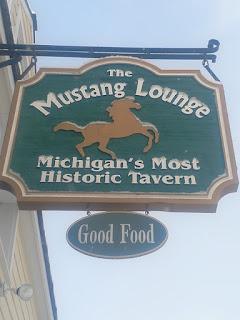 The
Mustang Lounge
Michigan's Most
Historic Tavern
Good Food